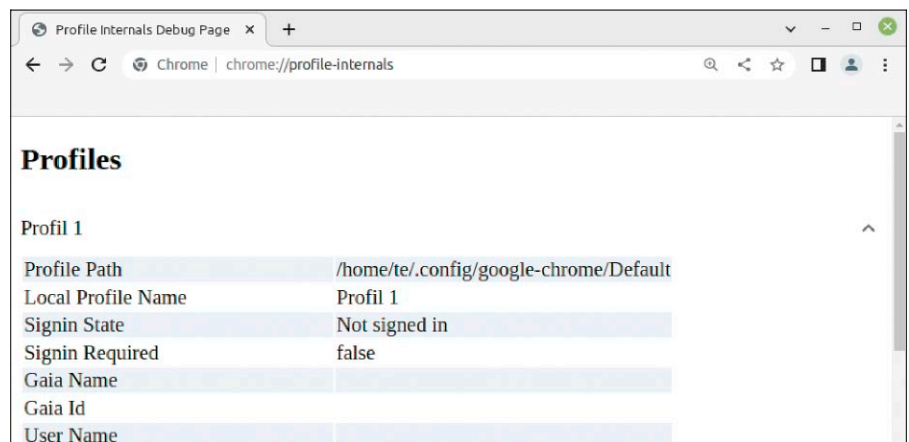 Profile Internals Debug Page
Chrome | chrome://profile-internals
Profiles
Profil 1
Profile Path /home/te/.config/google-chrome/Default
Local Profile Name Profil 1
Signin State Not signed in
Signin Required false
Gaia Name
Gaia Id
User Name